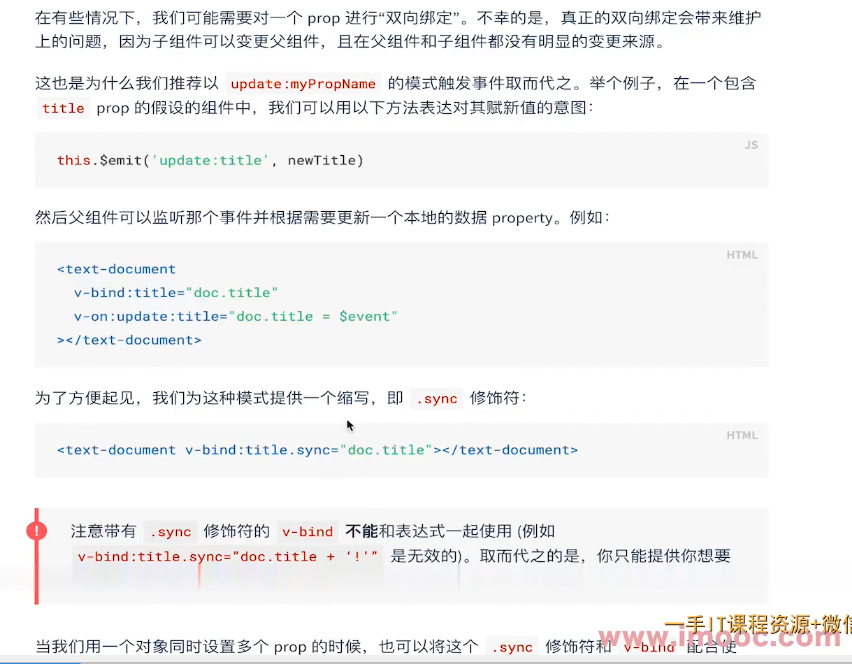 在有些情况下，我们可能需要对一个 prop 进行“双向绑定”。不幸的是，真正的双向绑定会带来维护
上的问题，因为子组件可以变更父组件，且在父组件和子组件都没有明显的变更来源。
这也是为什么我们推荐以 update:myPropName 的模式触发事件取而代之。举个例子，在一个包含
title prop 的假设的组件中，我们可以用以下方法表达对其赋新值的意图：
JS
this.$emit('update:title', newTitle)
然后父组件可以监听那个事件并根据需要更新一个本地的数据 property。例如：
HTML
<text-document
  v-bind:title="doc.title"
  v-on:update:title="doc.title = $event"
></text-document>
为了方便起见，我们为这种模式提供一个缩写，即 .sync 修饰符：
HTML
<text-document v-bind:title.sync="doc.title"></text-document>
!
注意带有 .sync 修饰符的 v-bind 不能和表达式一起使用 (例如
v-bind:title.sync=”doc.title + ‘!’” 是无效的)。取而代之的是，你只能提供你想要
一手IT课程资源+微信
www.imooc.com
当我们用一个对象同时设置多个 prop 的时候，也可以将这个 .sync 修饰符和 v-bind 配合使